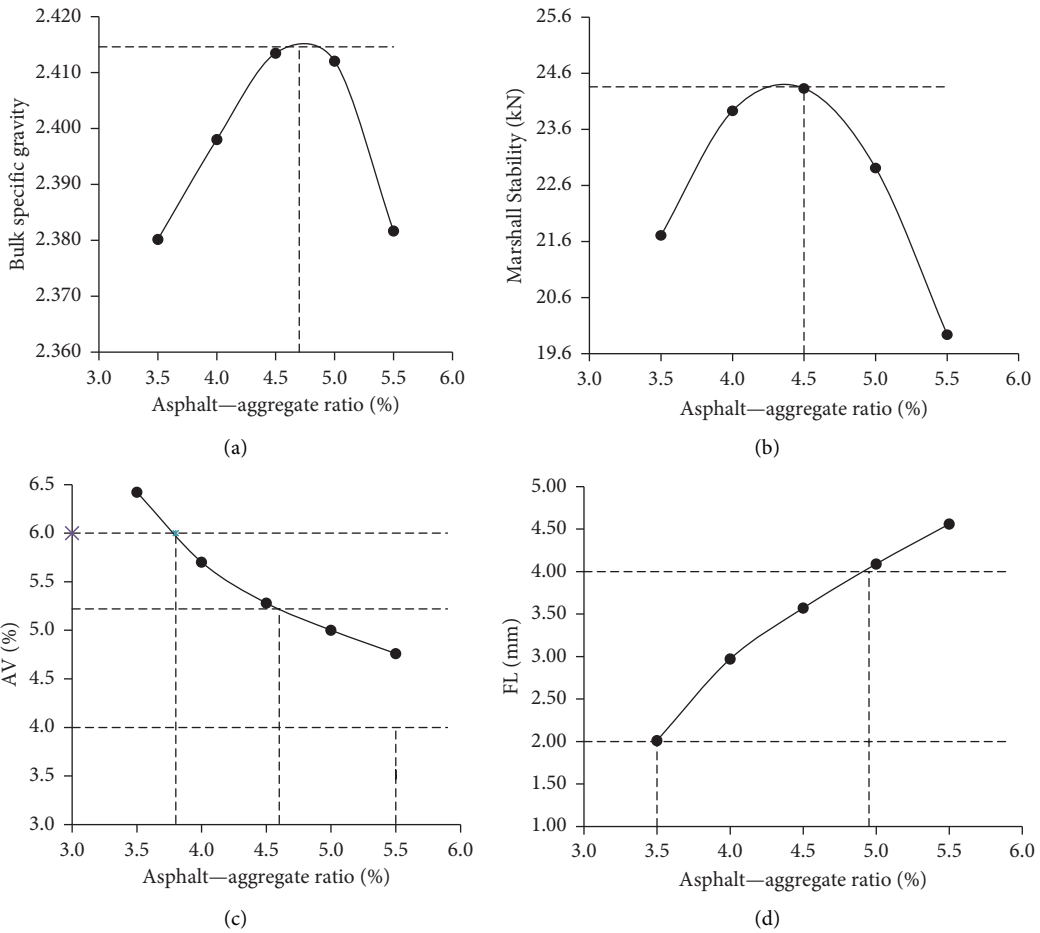 Bulk specific gravity
2.420
2.410
2.400
2.390
2.380
2.370
2.360
3.0 3.5 4.0 4.5 5.0 5.5 6.0
Asphalt—aggregate ratio (%)
(a)
Marshall Stability (kN)
25.6
24.6
23.6
22.6
21.6
20.6
19.6
3.0 3.5 4.0 4.5 5.0 5.5 6.0
Asphalt—aggregate ratio (%)
(b)
AV (%)
6.5
6.0
5.5
5.0
4.5
4.0
3.5
3.0
3.0 3.5 4.0 4.5 5.0 5.5 6.0
Asphalt—aggregate ratio (%)
(c)
FL (mm)
5.00
4.50
4.00
3.50
3.00
2.50
2.00
1.50
1.00
3.0 3.5 4.0 4.5 5.0 5.5 6.0
Asphalt—aggregate ratio (%)
(d)